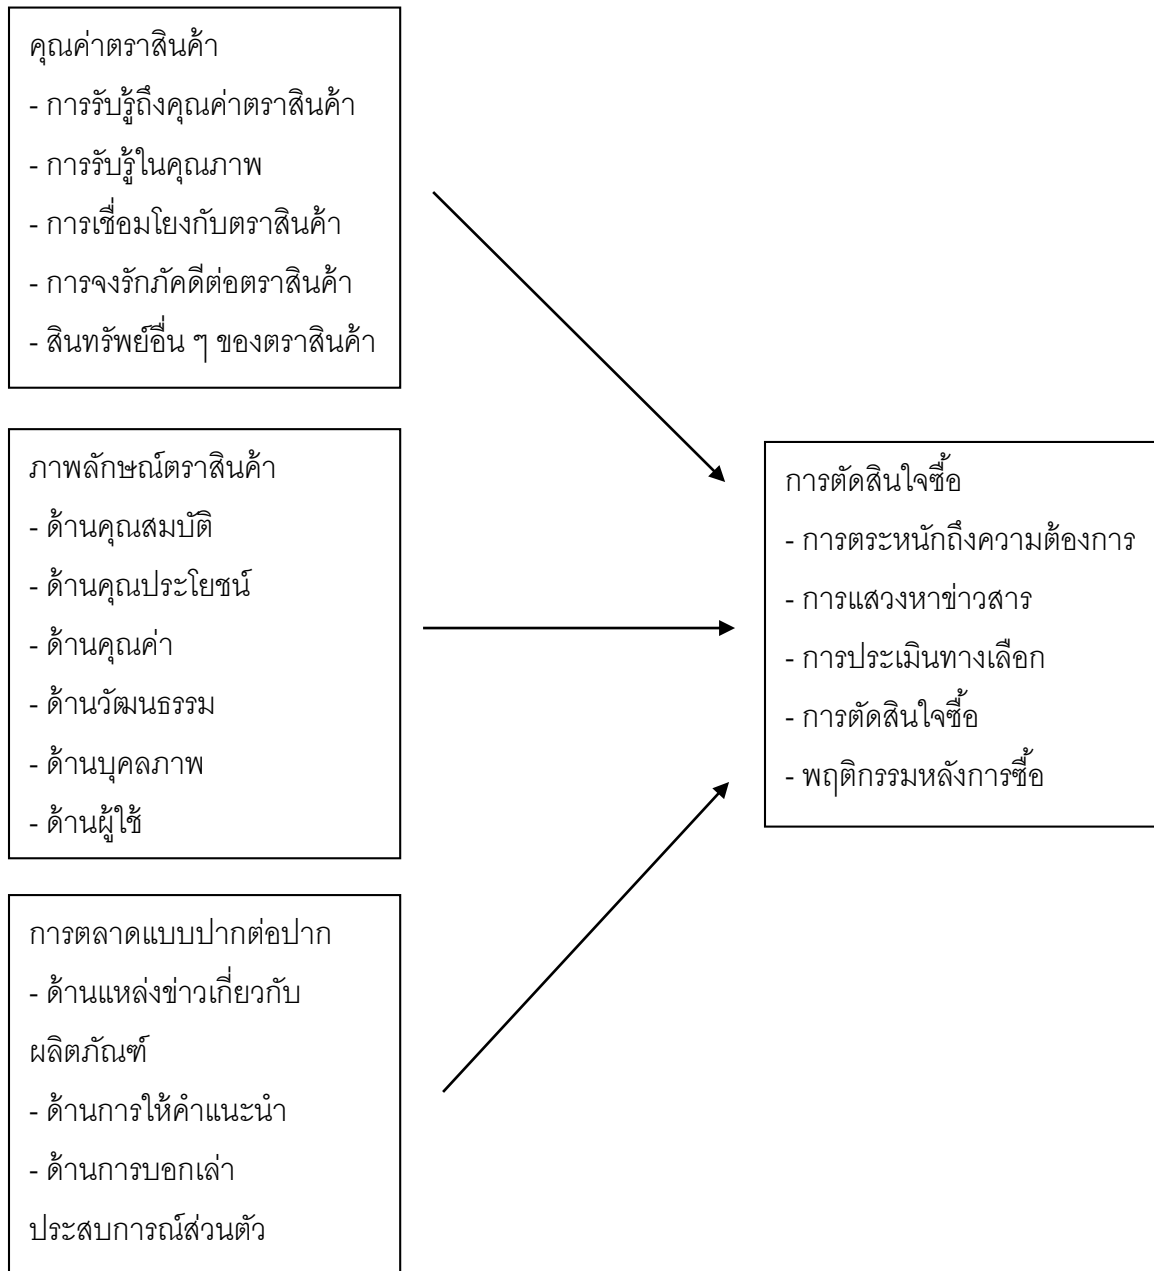 คุณค่าตราสินค้า
- การรับรู้ถึงคุณค่าตราสินค้า
- การรับรู้ในคุณภาพ
- การเชื่อมโยงกับตราสินค้า
- การจงรักภัคดีต่อตราสินค้า
- สินทรัพย์อื่น ๆ ของตราสินค้า
ภาพลักษณ์ตราสินค้า
- ด้านคุณสมบัติ
- ด้านคุณประโยชน์
- ด้านคุณค่า
- ด้านวัฒนธรรม
- ด้านบุคลภาพ
- ด้านผู้ใช้
การตลาดแบบปากต่อปาก
- ด้านแหล่งข่าวเกี่ยวกับ
ผลิตภัณฑ์
- ด้านการให้คำแนะนำ
- ด้านการบอกเล่า
ประสบการณ์ส่วนตัว
การตัดสินใจซื้อ
- การตระหนักถึงความต้องการ
- การแสวงหาข่าวสาร
- การประเมินทางเลือก
- การตัดสินใจซื้อ
- พฤติกรรมหลังการซื้อ